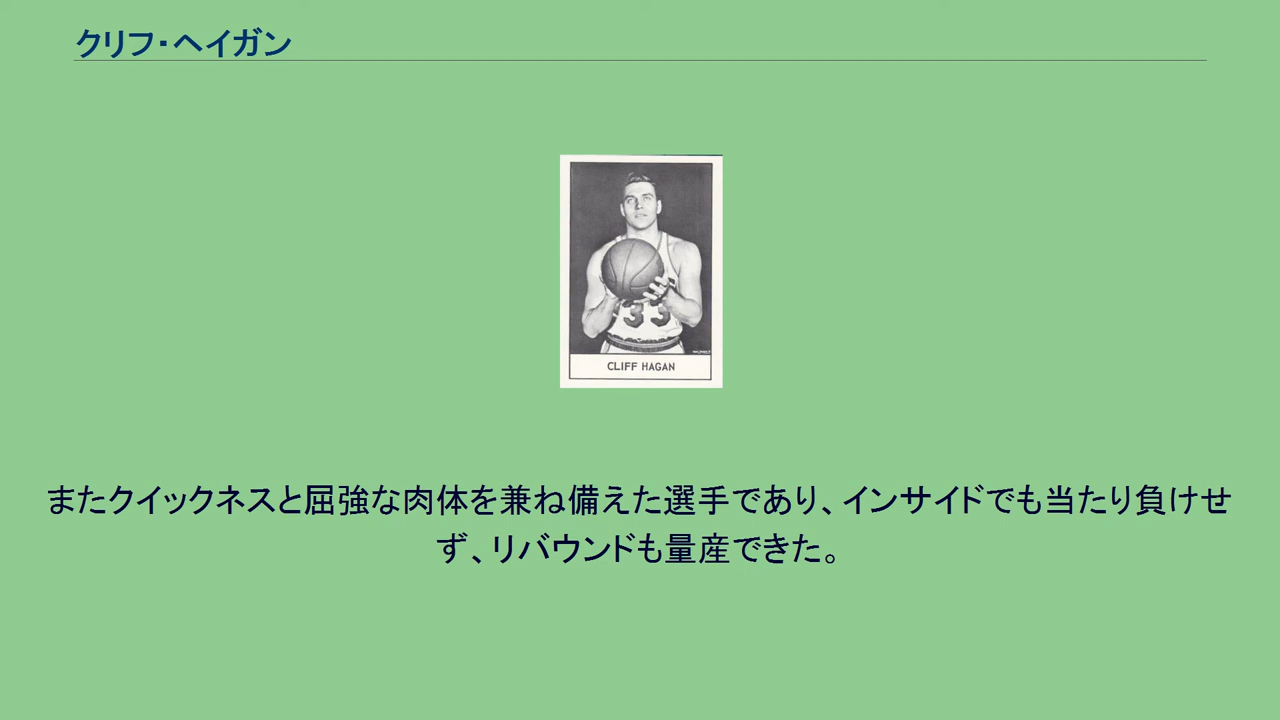 クリフ・ヘイガン
33
CLIFF HAGAN
またクイックネスと屈強な肉体を兼ね備えた選手であり、インサイドでも当たり負けせ
ず、リバウンドも量産できた。